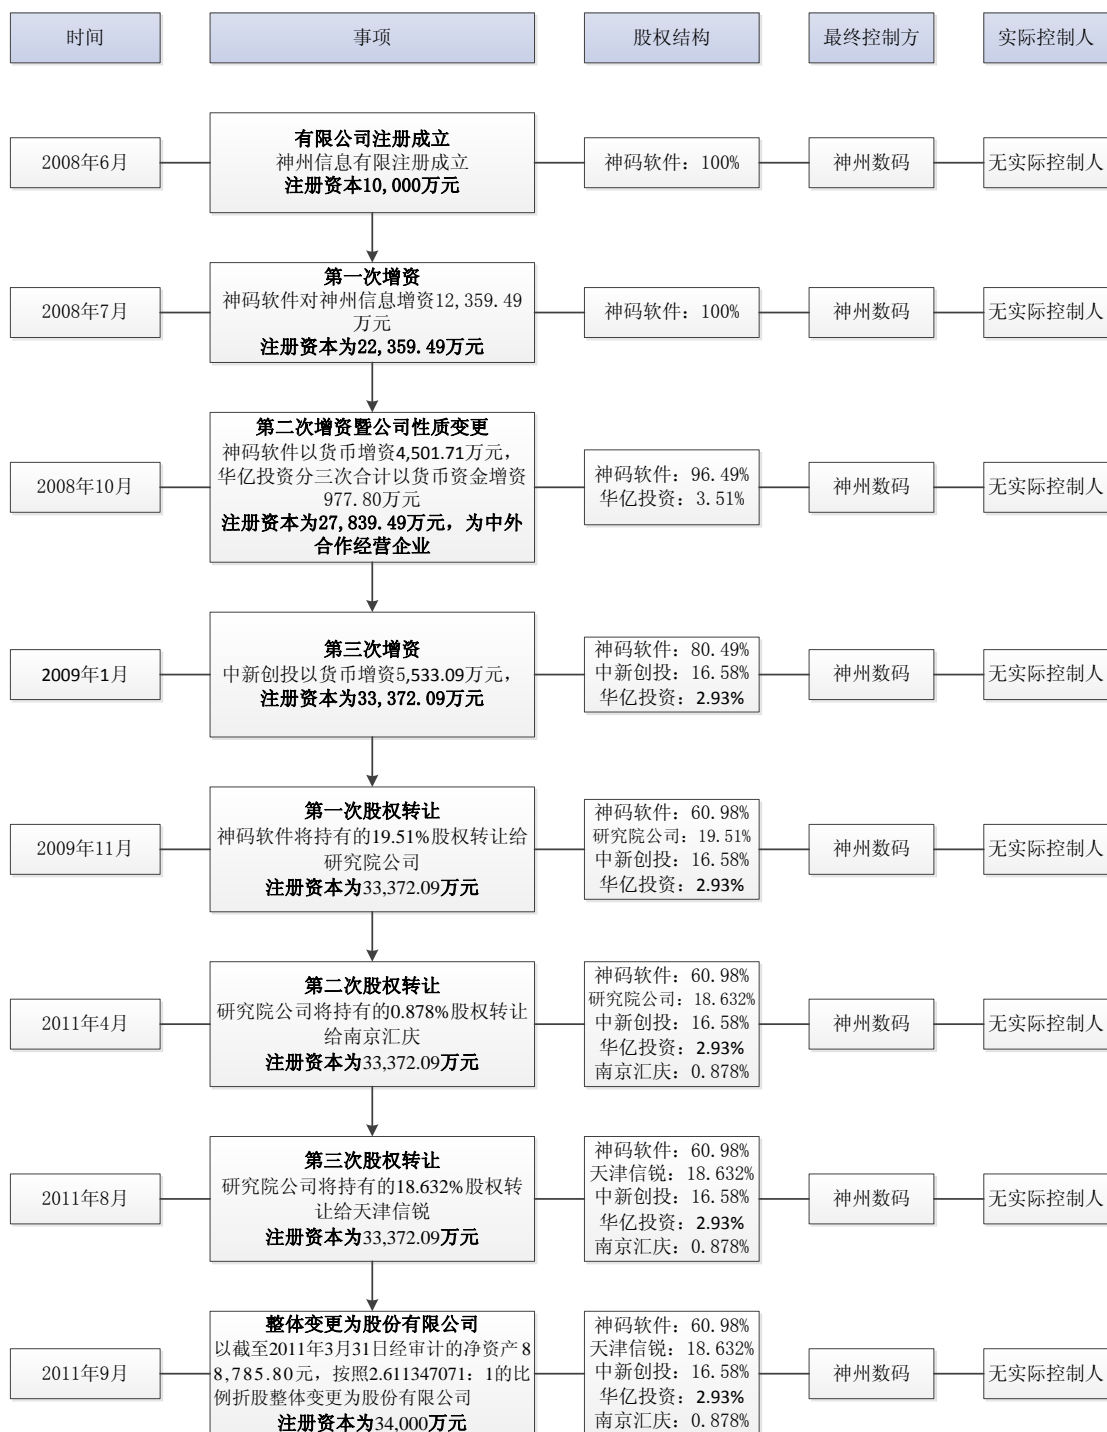 时间 事项 股权结构 最终控制方 实际控制人
有限公司注册成立
神州信息有限注册成立
注册资本10,000万元
2008年6月 神码软件：100% 神州数码 无实际控制人
第一次增资
神码软件对神州信息增资12,359.49
万元
注册资本为22,359.49万元
2008年7月 神码软件：100% 神州数码 无实际控制人
第二次增资暨公司性质变更
神码软件以货币增资4,501.71万元，
华亿投资分三次合计以货币资金增资
977.80万元
注册资本为27,839.49万元，为中外
合作经营企业
2008年10月
神码软件：96.49%
华亿投资：3.51%
神州数码 无实际控制人
第三次增资
中新创投以货币增资5,533.09万元，
注册资本为33,372.09万元
2009年1月
神码软件：80.49%
中新创投：16.58%
华亿投资：2.93%
神州数码 无实际控制人
第一次股权转让
神码软件将持有的19.51%股权转让给
研究院公司
注册资本为33,372.09万元
2009年11月
神码软件：60.98%
研究院公司：19.51%
中新创投：16.58%
华亿投资：2.93%
神州数码 无实际控制人
第二次股权转让
研究院公司将持有的0.878%股权转让
给南京汇庆
注册资本为33,372.09万元
2011年4月
神码软件：60.98%
研究院公司：18.632%
中新创投：16.58%
华亿投资：2.93%
南京汇庆：0.878%
神州数码 无实际控制人
第三次股权转让
研究院公司将持有的18.632%股权转
让给天津信锐
注册资本为33,372.09万元
2011年8月
神码软件：60.98%
天津信锐：18.632%
中新创投：16.58%
华亿投资：2.93%
南京汇庆：0.878%
神州数码 无实际控制人
整体变更为股份有限公司
以截至2011年3月31日经审计的净资产8
8,785.80元，按照2.611347071：1的比
例折股整体变更为股份有限公司
注册资本为34,000万元
2011年9月
神码软件：60.98%
天津信锐：18.632%
中新创投：16.58%
华亿投资：2.93%
南京汇庆：0.878%
神州数码 无实际控制人